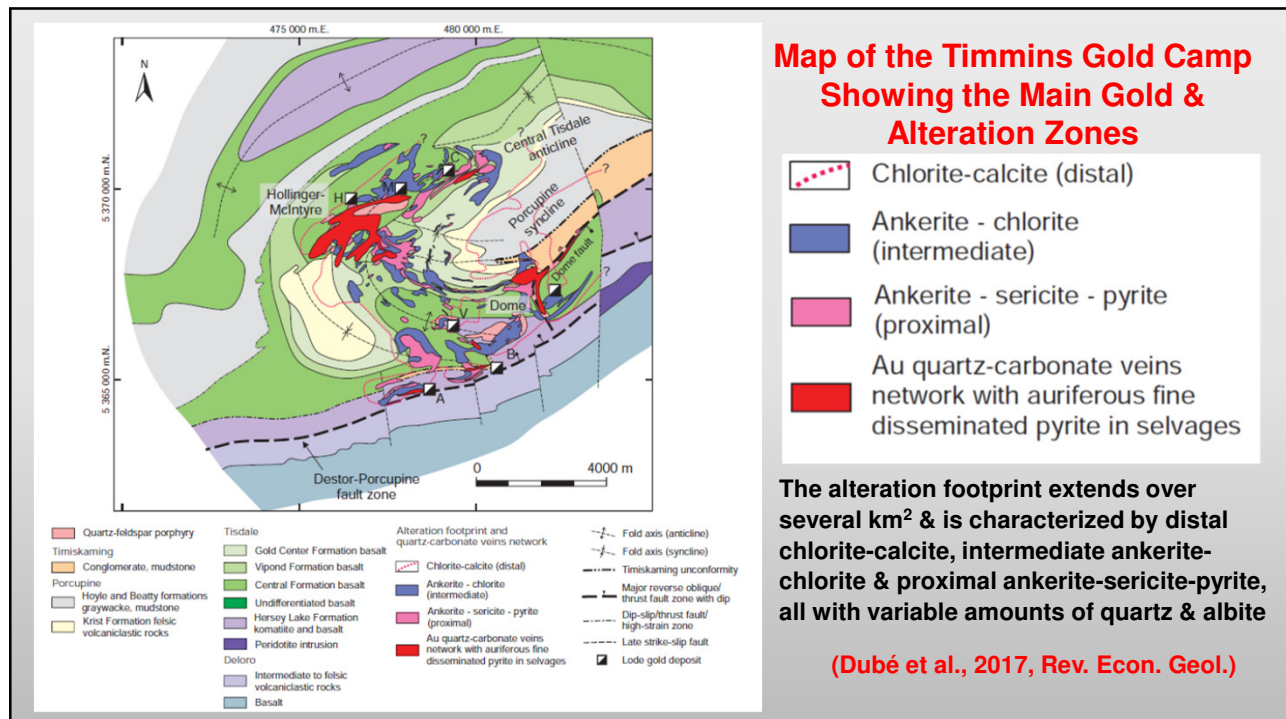 475 000 m.E.
480 000 m.E.
N
5 370 000 m.N.
5 365 000 m.N.
?
?
?
?
C
M
H
Hollinger-
McIntyre
Central Tisdale
anticline
Porcupine
syncline
Dome fault
Dome
V
B
A
Destor-Porcupine
fault zone
0
4000 m
Quartz-feldspar porphyry
Timiskaming
Conglomerate, mudstone
Porcupine
Hoyle and Beatty formations
graywacke, mudstone
Krist Formation felsic
volcaniclastic rocks
Tisdale
Gold Center Formation basalt
Vipond Formation basalt
Central Formation basalt
Undifferentiated basalt
Hersey Lake Formation
komatiite and basalt
Peridotite intrusion
Deloro
Intermediate to felsic
volcaniclastic rocks
Basalt
Alteration footprint and
quartz-carbonate veins network
Chlorite-calcite (distal)
Ankerite - chlorite
(intermediate)
Ankerite - sericite - pyrite
(proximal)
Au quartz-carbonate veins
network with auriferous fine
disseminated pyrite in selvages
Fold axis (anticline)
Fold axis (syncline)
Timiskaming unconformity
Major reverse oblique/
thrust fault zone with dip
Dip-slip/thrust fault/
high-strain zone
Late strike-slip fault
Lode gold deposit
Map of the Timmins Gold Camp
Showing the Main Gold &
Alteration Zones
Chlorite-calcite (distal)
Ankerite - chlorite
(intermediate)
Ankerite - sericite - pyrite
(proximal)
Au quartz-carbonate veins
network with auriferous fine
disseminated pyrite in selvages
The alteration footprint extends over
several km² & is characterized by distal
chlorite-calcite, intermediate ankerite-
chlorite & proximal ankerite-sericite-pyrite,
all with variable amounts of quartz & albite
(Dubé et al., 2017, Rev. Econ. Geol.)